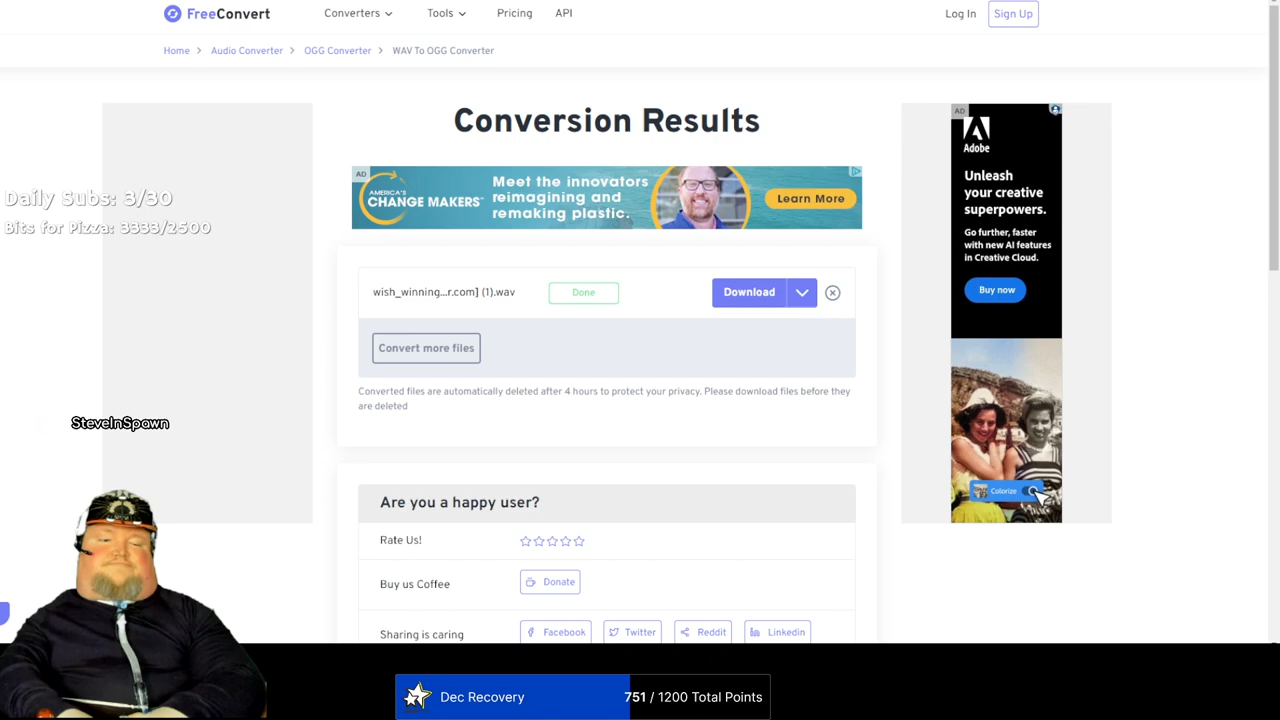 FreeConvert
Converters
Tools
Pricing
API
Log In
Sign Up
Home > Audio Converter > OGG Converter > WAV To OGG Converter
Conversion Results
AD
AMERICA'S
CHANGE MAKERS
Meet the innovators
reimagining and
remaking plastic.
Learn More
AD
Adobe
Unleash
your creative
superpowers.
Go further, faster
with new AI features
in Creative Cloud.
Buy now
Colorize
Daily Subs: 3/30
Bits for Pizza: 3333/2500
wish_winning...r.com] (1).wav
Done
Download
Convert more files
Converted files are automatically deleted after 4 hours to protect your privacy. Please download files before they
are deleted
SteveInSpawn
Are you a happy user?
Rate Us!
Buy us Coffee
Donate
Sharing is caring
Facebook
Twitter
Reddit
Linkedin
Dec Recovery
751 / 1200 Total Points